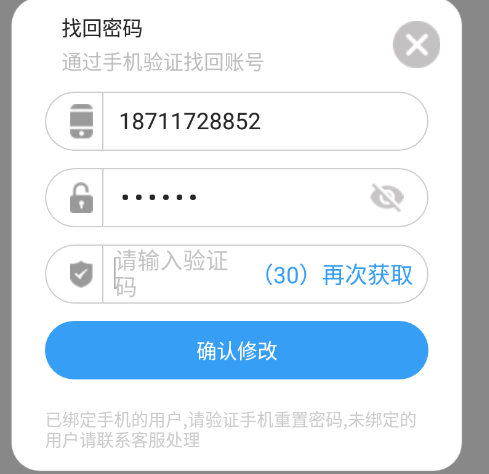 找回密码
通过手机验证找回账号
18711728852
••••••
请输入验证
码
（30）再次获取
确认修改
已绑定手机的用户,请验证手机重置密码,未绑定的
用户请联系客服处理